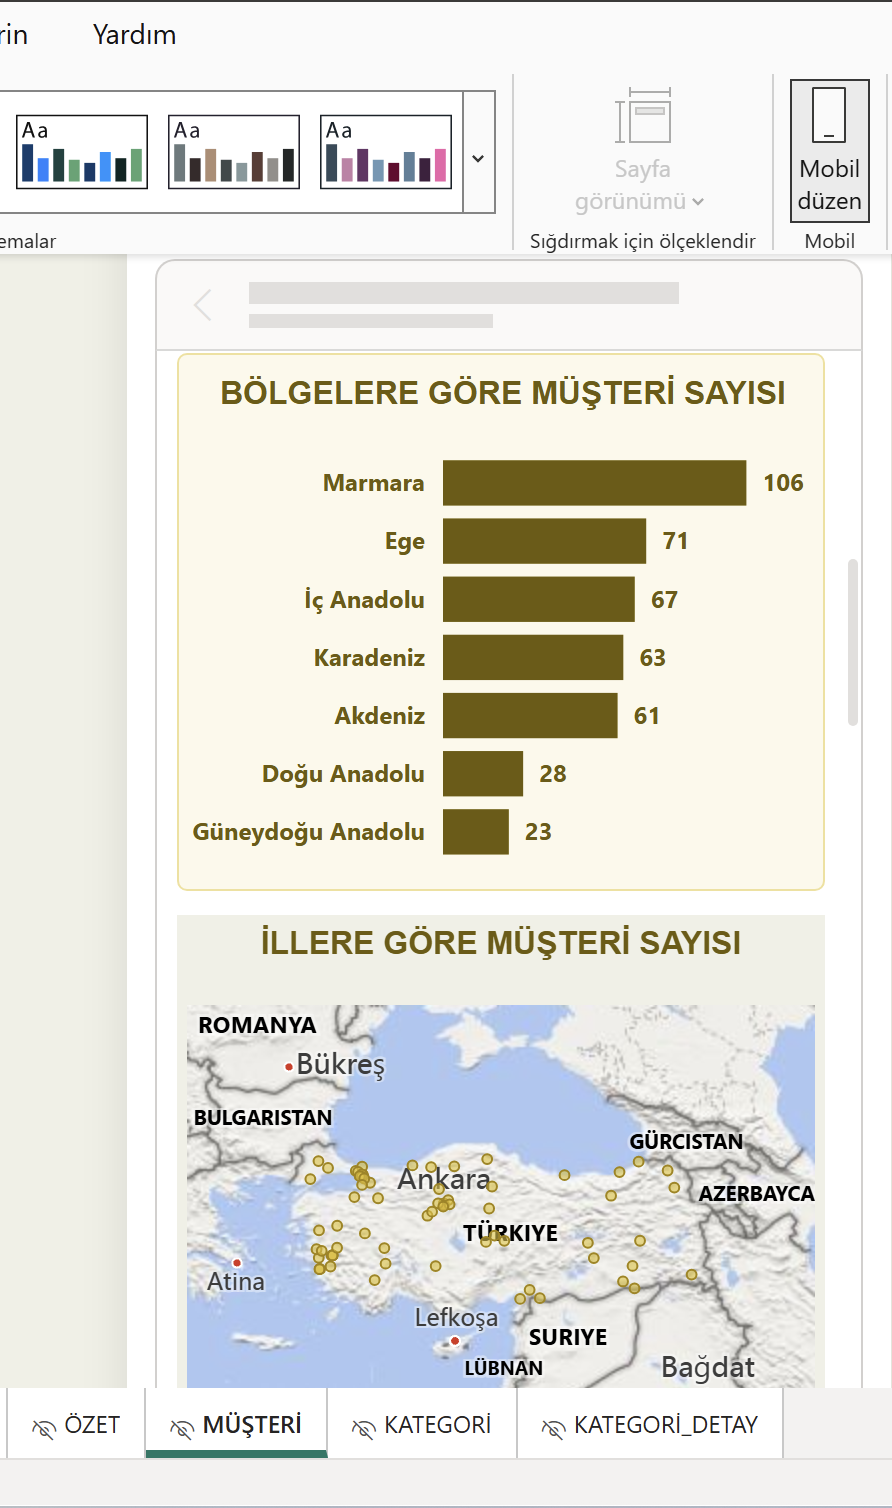 rin Yardım
Aa Aa Aa
Sayfa
görünümü
Mobil
düzen
emalar Sığdırmak için ölçeklendir Mobil
BÖLGELERE GÖRE MÜŞTERİ SAYISI
Marmara 106
Ege 71
İç Anadolu 67
Karadeniz 63
Akdeniz 61
Doğu Anadolu 28
Güneydoğu Anadolu 23
İLLERE GÖRE MÜŞTERİ SAYISI
ROMANYA
Bükreş
BULGARISTAN
GÜRCISTAN
Ankara
AZERBAYCA
TÜRKIYE
Atina
Lefkoşa
SURIYE
LÜBNAN
Bağdat
ÖZET MÜŞTERİ KATEGORİ KATEGORİ_DETAY